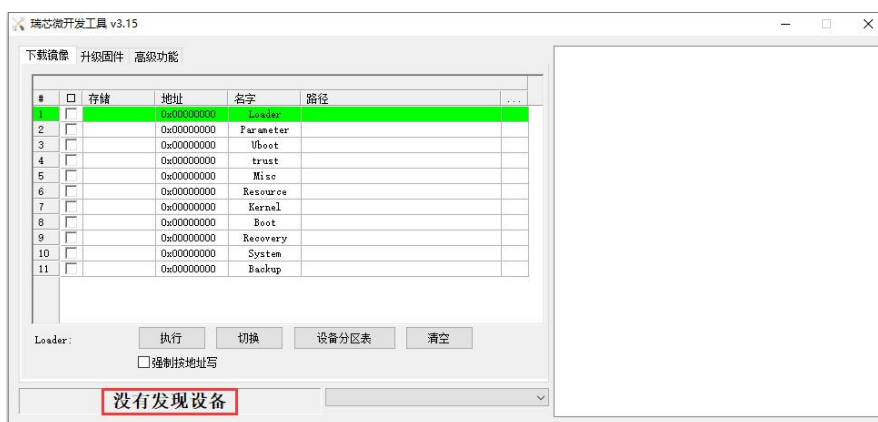 瑞芯微开发工具 v3.15
下载镜像 升级固件 高级功能
# 存储 地址 名字 路径 ...
1 0x00000000 Loader
2 0x00000000 Parameter
3 0x00000000 Uboot
4 0x00000000 trust
5 0x00000000 Misc
6 0x00000000 Resource
7 0x00000000 Kernel
8 0x00000000 Boot
9 0x00000000 Recovery
10 0x00000000 System
11 0x00000000 Backup
Loader: 执行 切换 设备分区表 清空
强制按地址写
没有发现设备